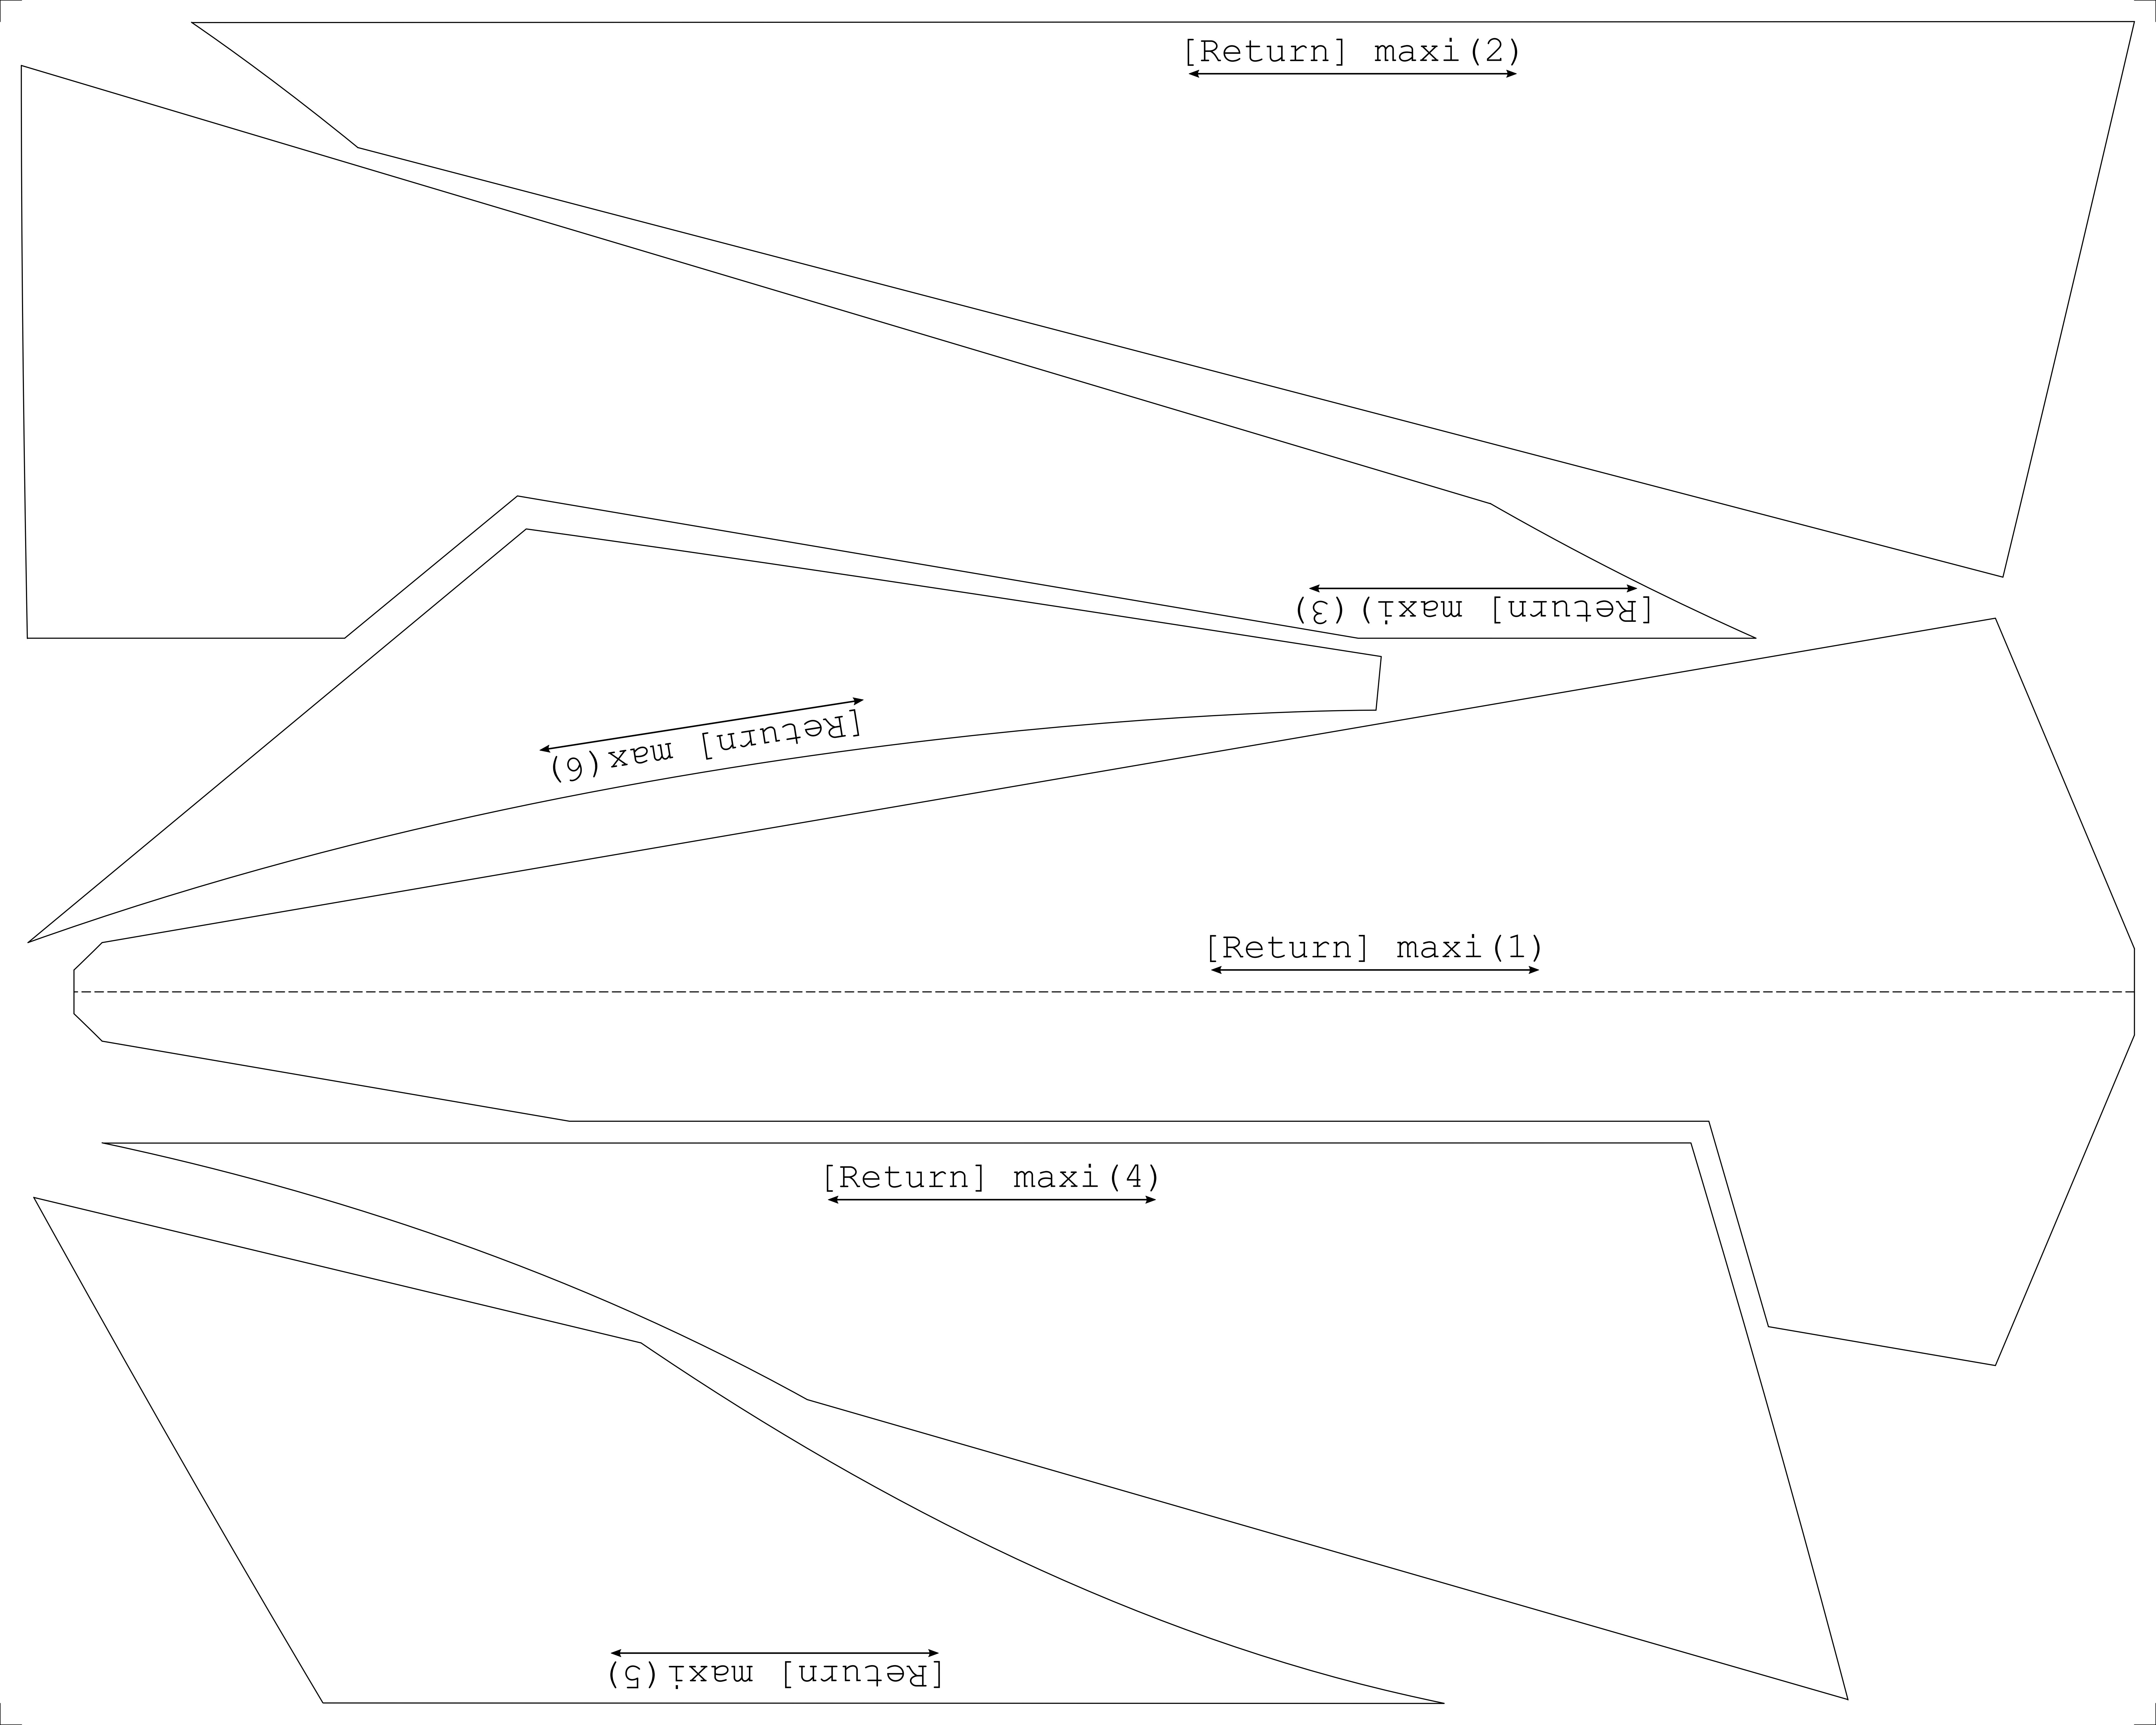 [Return] maxi(2)
[Return] maxi)(3)
[Return] max(6)
[Return] maxi(1)
[Return] maxi(4)
[Return] maxi(5)